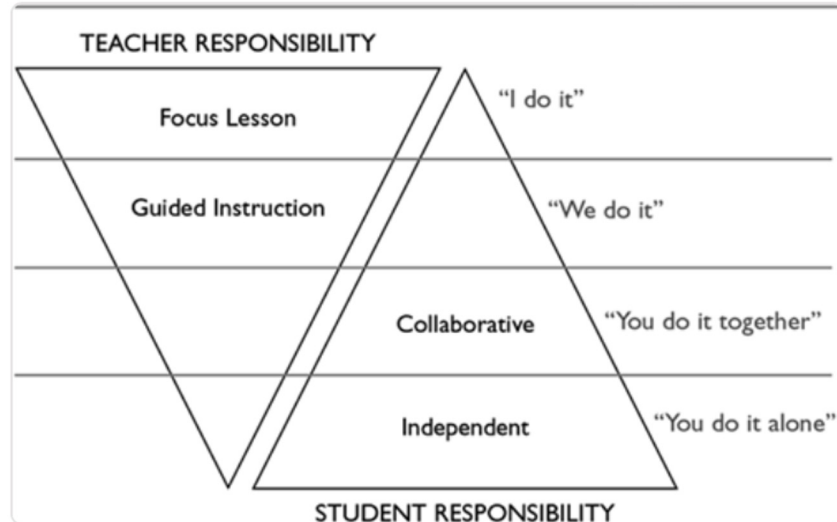 TEACHER RESPONSIBILITY
Focus Lesson
“I do it”
Guided Instruction
“We do it”
Collaborative
“You do it together”
Independent
“You do it alone”
STUDENT RESPONSIBILITY